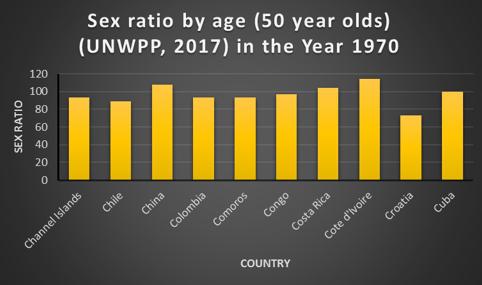 Sex ratio by age (50 year olds)
(UNWPP, 2017) in the Year 1970
120
100
80
60
40
20
0
SEX RATIO
Channel Islands
Chile
China
Colombia
Comoros
Congo
Costa Rica
Cote d'Ivoire
Croatia
Cuba
COUNTRY